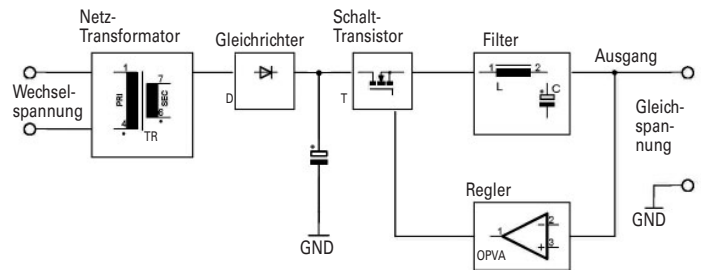 Netz-
Transformator
Gleichrichter
Schalt-
Transistor
Filter
Ausgang
Wechsel-
spannung
1
4
PRI
7
6
SEC
TR
D
T
1
2
L
C
Gleich-
span-
nung
GND
GND
Regler
1
2
3
OPVA